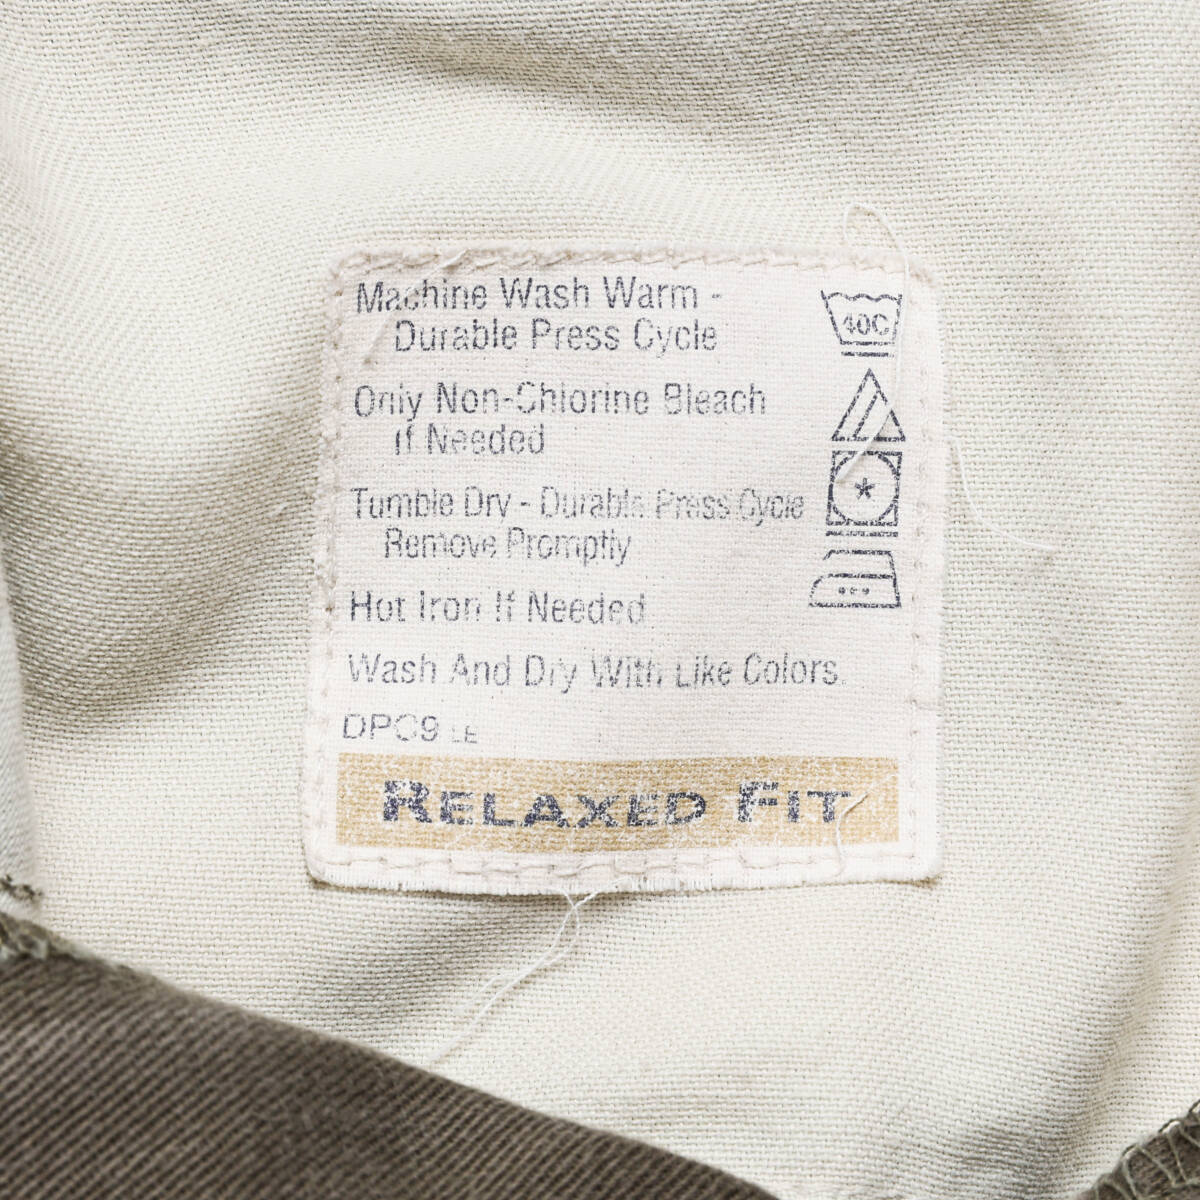 Machine Wash Warm -
Durable Press Cycle
40C
Only Non-Chlorine Bleach
If Needed
Tumble Dry - Durable Press Cycle
Remove Promptly
Hot Iron If Needed
Wash And Dry With Like Colors.
DPC9 LE
RELAXED FIT